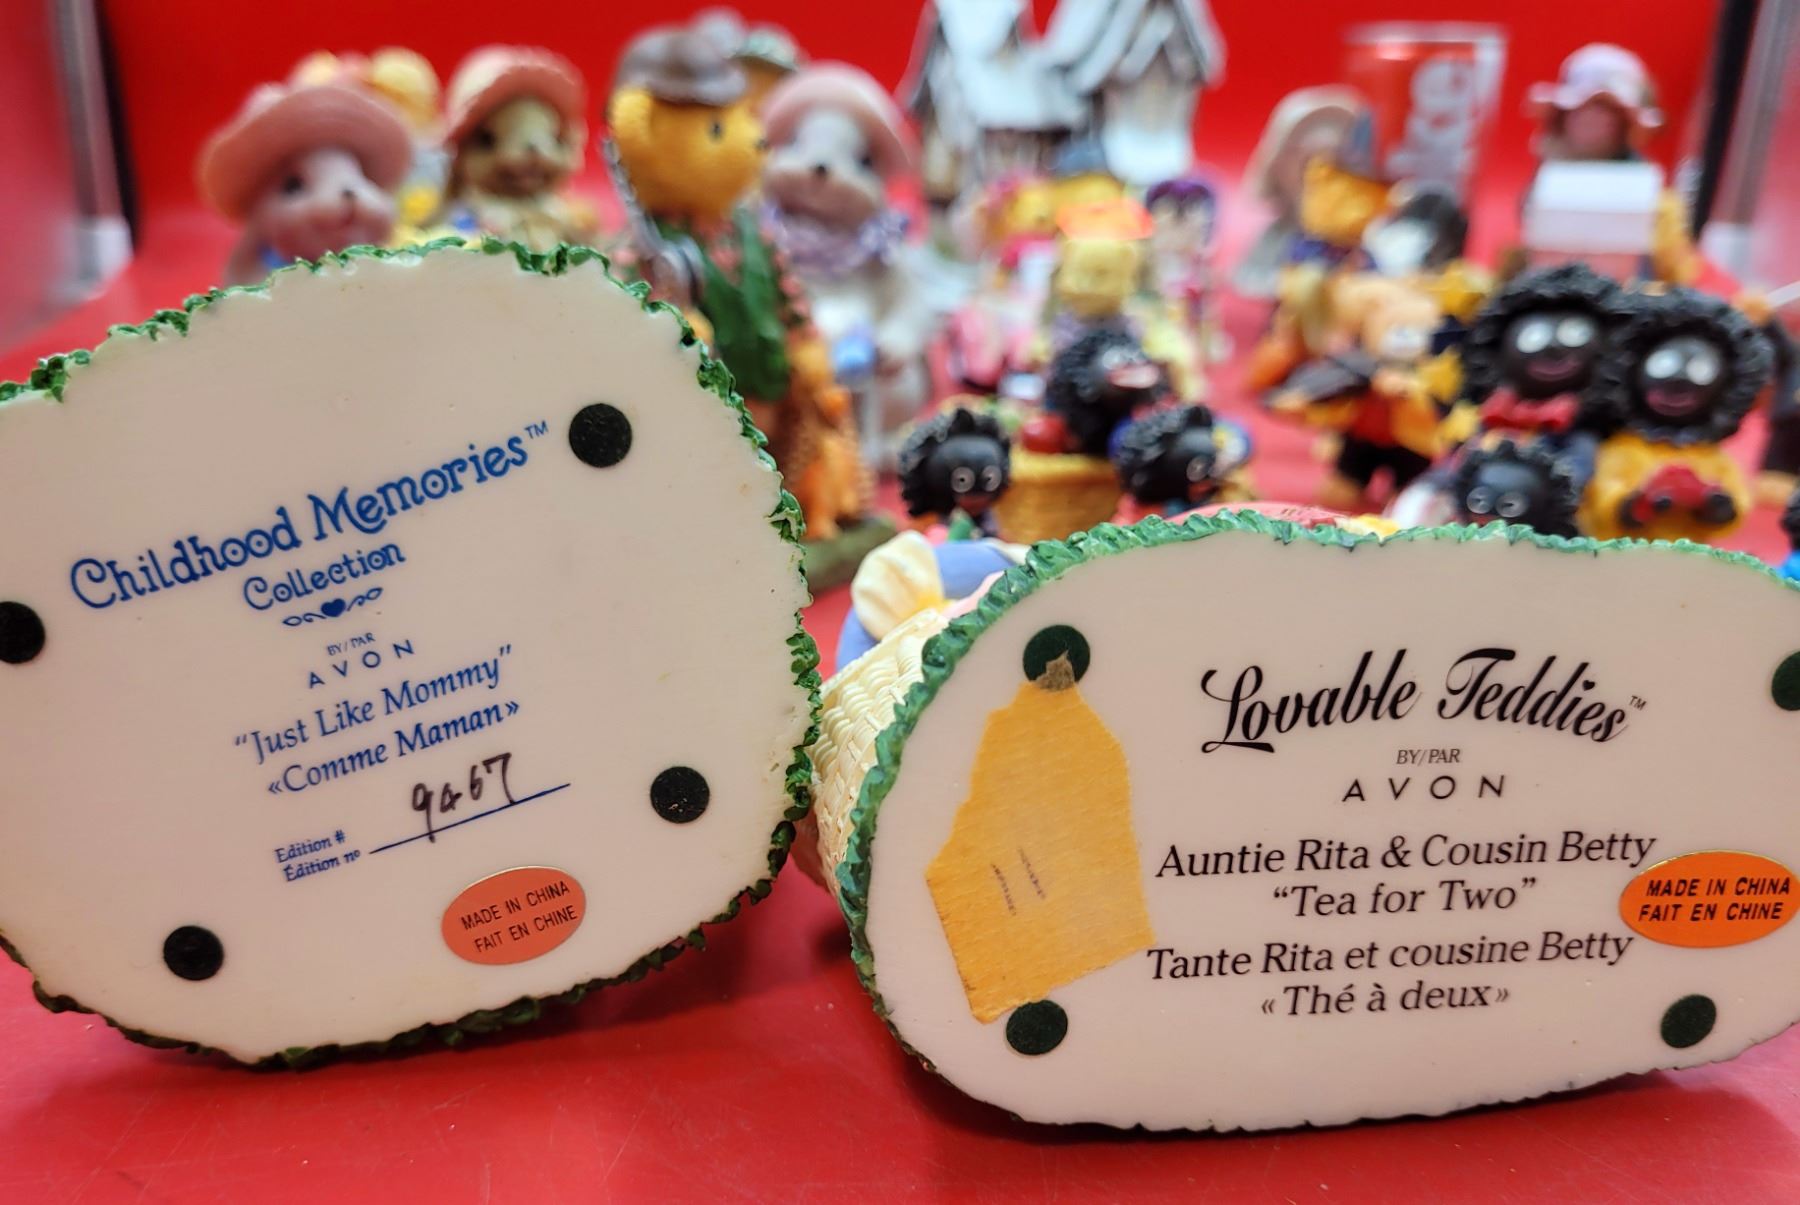 Childhood Memories™
Collection
BY/PAR
AVON
"Just Like Mommy"
«Comme Maman»
Edition #
Édition nº 9467
MADE IN CHINA
FAIT EN CHINE
Lovable Teddies™
BY/PAR
AVON
Auntie Rita & Cousin Betty
“Tea for Two”
Tante Rita et cousine Betty
« Thé à deux »
MADE IN CHINA
FAIT EN CHINE